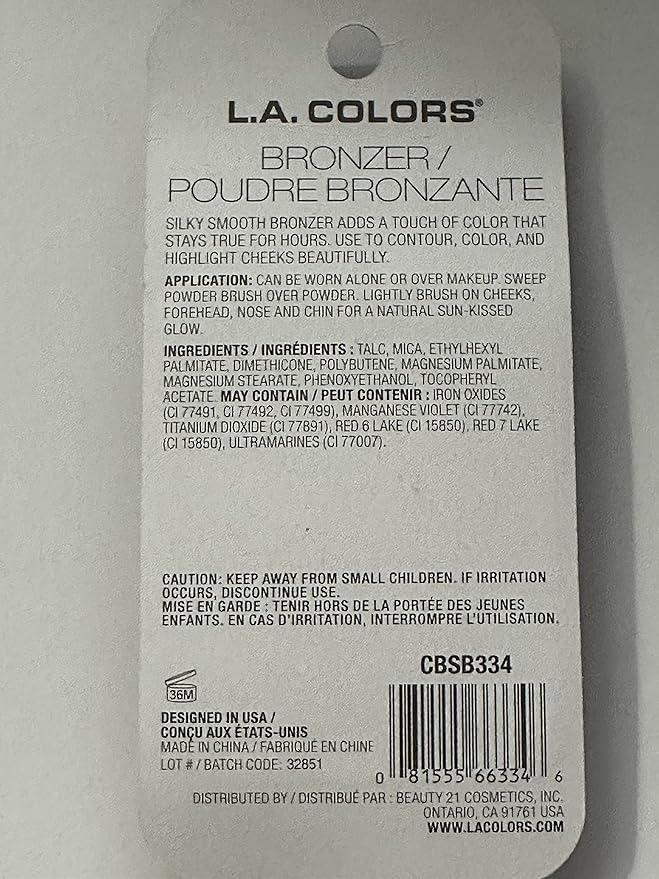 L.A. COLORS®
BRONZER /
POUDRE BRONZANTE
SILKY SMOOTH BRONZER ADDS A TOUCH OF COLOR THAT
STAYS TRUE FOR HOURS. USE TO CONTOUR, COLOR, AND
HIGHLIGHT CHEEKS BEAUTIFULLY.
APPLICATION: CAN BE WORN ALONE OR OVER MAKEUP. SWEEP
POWDER BRUSH OVER POWDER. LIGHTLY BRUSH ON CHEEKS,
FOREHEAD, NOSE AND CHIN FOR A NATURAL SUN-KISSED
GLOW.
INGREDIENTS / INGRÉDIENTS : TALC, MICA, ETHYLHEXYL
PALMITATE, DIMETHICONE, POLYBUTENE, MAGNESIUM PALMITATE,
MAGNESIUM STEARATE, PHENOXYETHANOL, TOCOPHERYL
ACETATE. MAY CONTAIN / PEUT CONTENIR : IRON OXIDES
(CI 77491, CI 77492, CI 77499), MANGANESE VIOLET (CI 77742),
TITANIUM DIOXIDE (CI 77891), RED 6 LAKE (CI 15850), RED 7 LAKE
(CI 15850), ULTRAMARINES (CI 77007).
CAUTION: KEEP AWAY FROM SMALL CHILDREN. IF IRRITATION
OCCURS, DISCONTINUE USE.
MISE EN GARDE : TENIR HORS DE LA PORTÉE DES JEUNES
ENFANTS. EN CAS D'IRRITATION, INTERROMPRE L'UTILISATION.
CBSB334
36M
DESIGNED IN USA /
CONÇU AUX ÉTATS-UNIS
MADE IN CHINA / FABRIQUÉ EN CHINE
LOT # / BATCH CODE: 32851
0 81555 66334 6
DISTRIBUTED BY / DISTRIBUÉ PAR : BEAUTY 21 COSMETICS, INC.
ONTARIO, CA 91761 USA
WWW.LACOLORS.COM